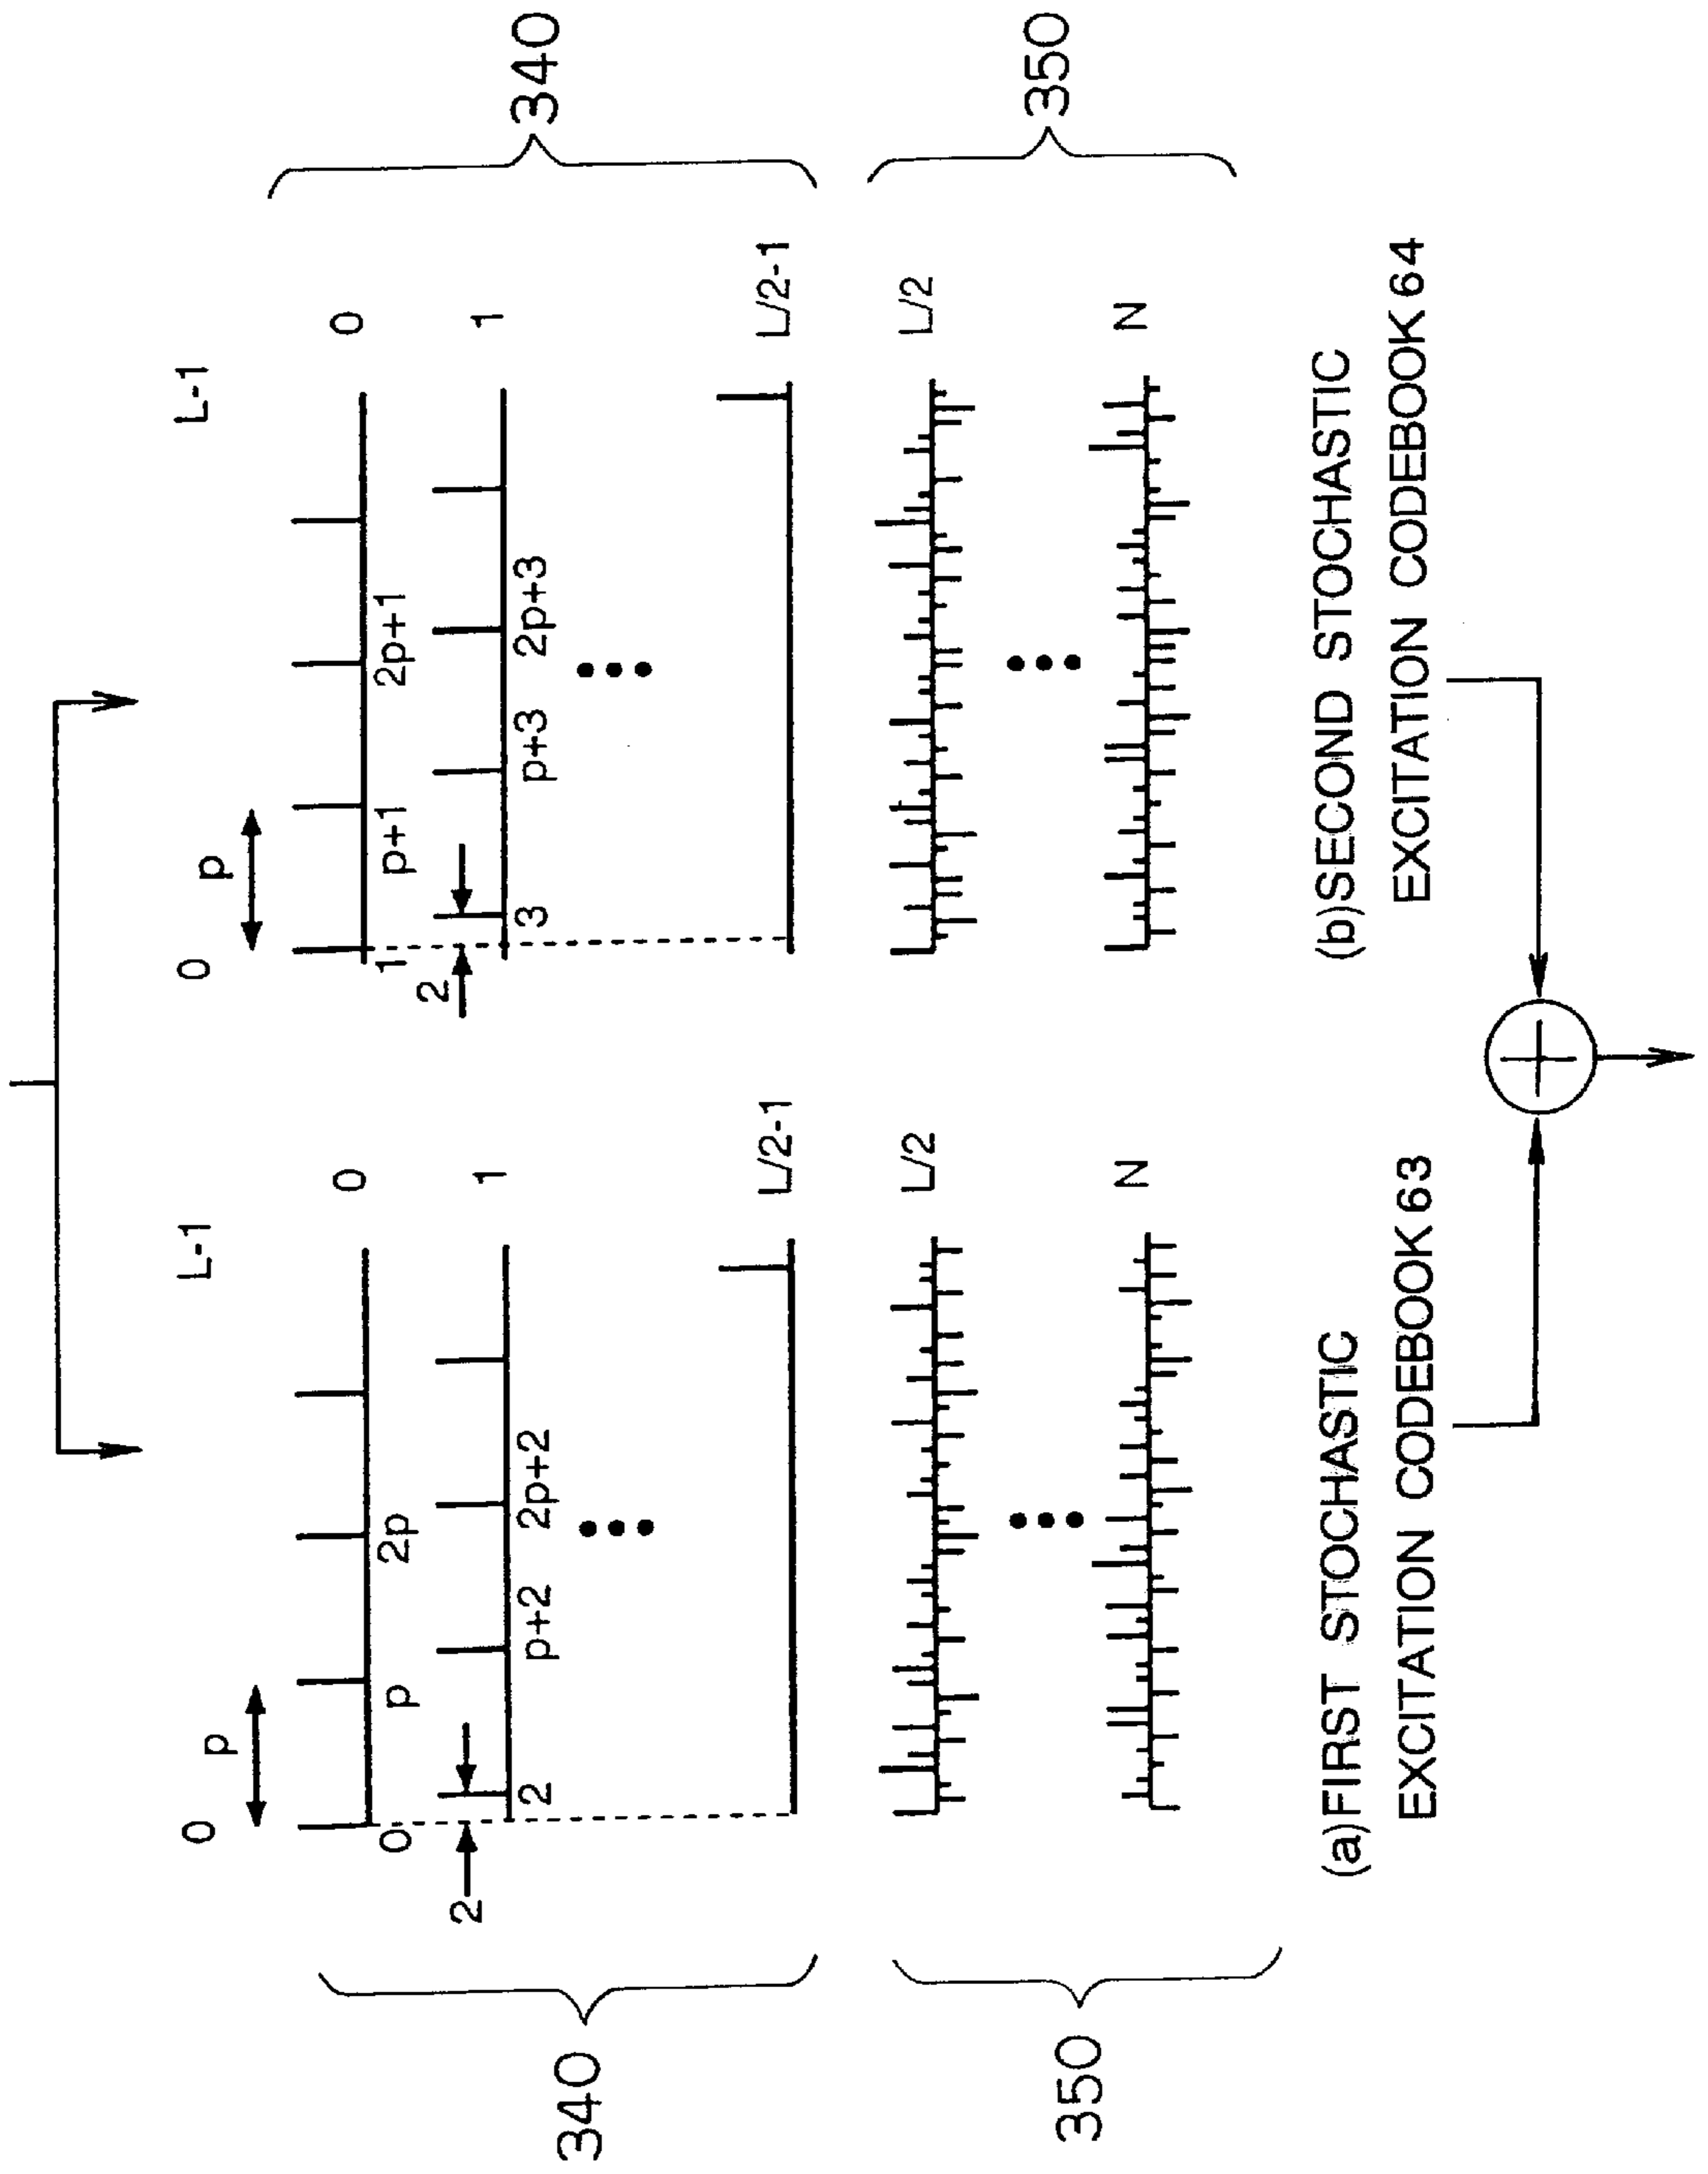 0 L-1
p
0
0 p 2p
1
2
2 p+2 2p+2
L/2-1
340
L/2
N
350
(a)FIRST STOCHASTIC
EXCITATION CODEBOOK 63
0 L-1
p
0
1 p+1 2p+1
1
2
3 p+3 2p+3
L/2-1
340
L/2
N
350
(b)SECOND STOCHASTIC
EXCITATION CODEBOOK 64